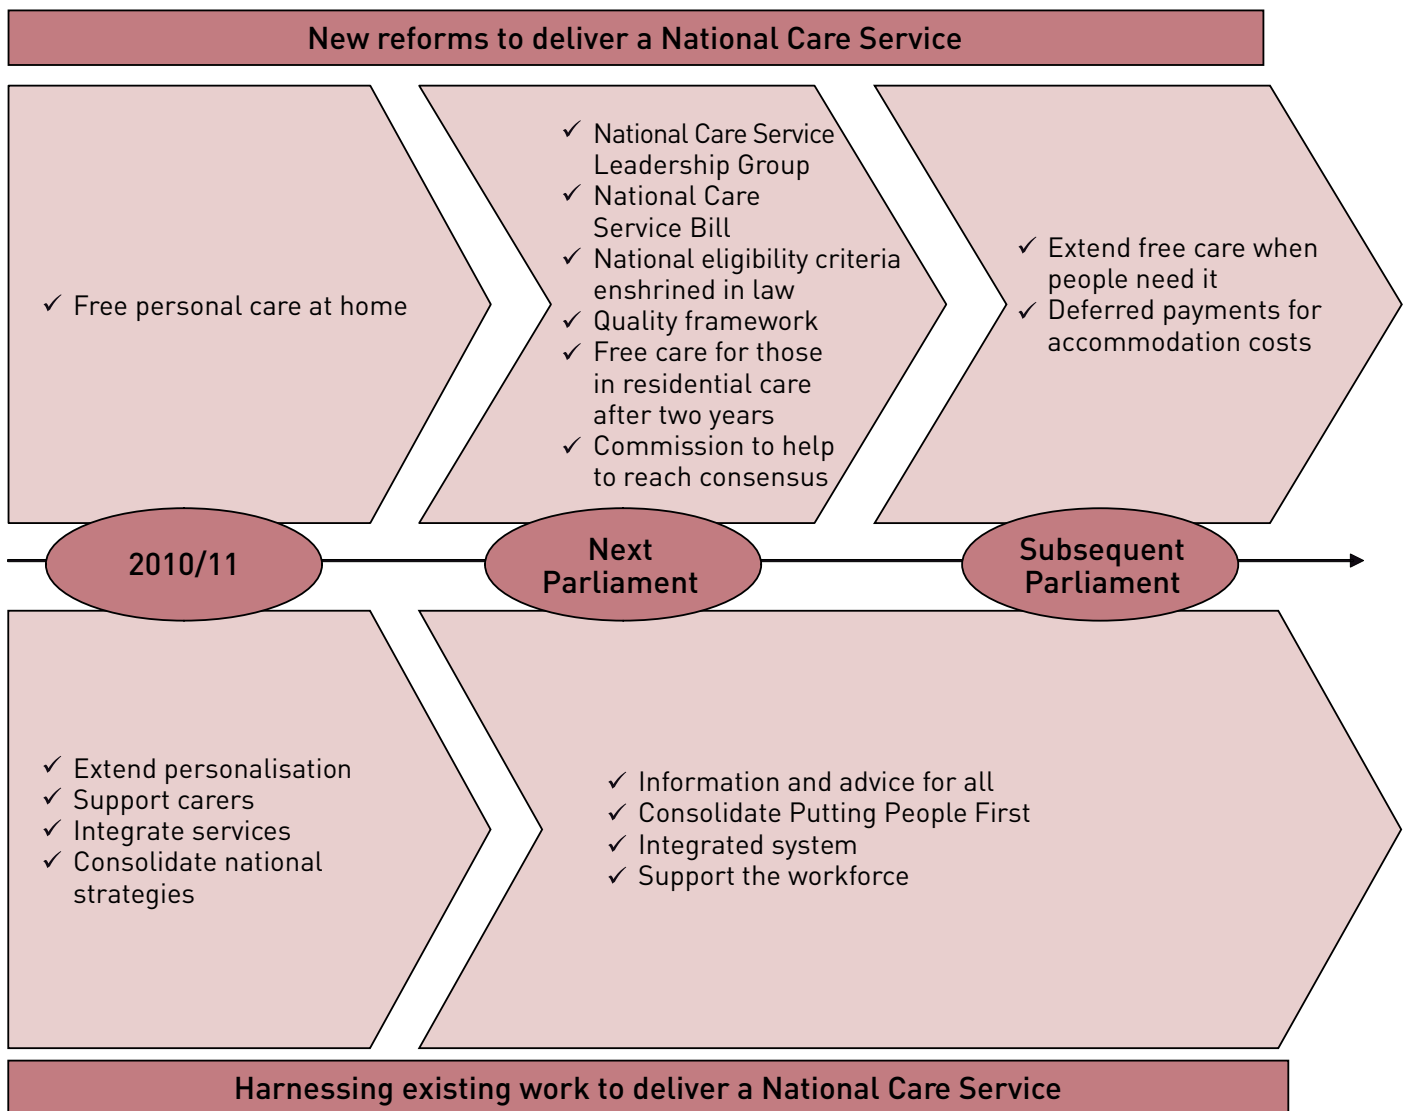 New reforms to deliver a National Care Service
✓ Free personal care at home
✓ National Care Service
Leadership Group
✓ National Care
Service Bill
✓ National eligibility criteria
enshrined in law
✓ Quality framework
✓ Free care for those
in residential care
after two years
✓ Commission to help
to reach consensus
✓ Extend free care when
people need it
✓ Deferred payments for
accommodation costs
2010/11
Next
Parliament
Subsequent
Parliament
✓ Extend personalisation
✓ Support carers
✓ Integrate services
✓ Consolidate national
strategies
✓ Information and advice for all
✓ Consolidate Putting People First
✓ Integrated system
✓ Support the workforce
Harnessing existing work to deliver a National Care Service